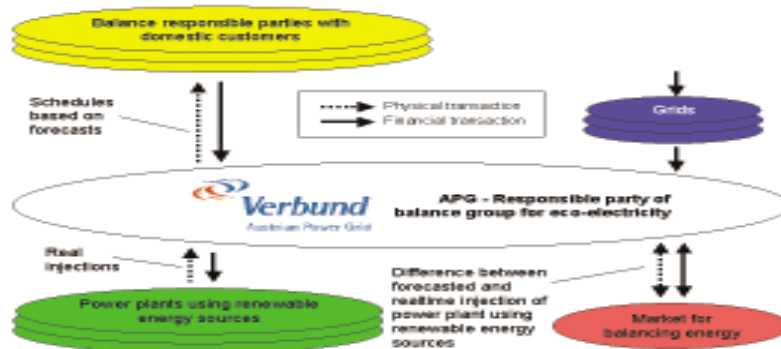 Balance responsible parties with
domestic customers
Schedules
based on
forecasts
Physical transaction
Financial transaction
Grids
Verbund
Austrian Power Grid
APG - Responsible party of
balance group for eco-electricity
Real
injections
Difference between
forecasted and
realtime injection of
power plant using
renewable energy
sources
Power plants using renewable
energy sources
Market for
balancing energy